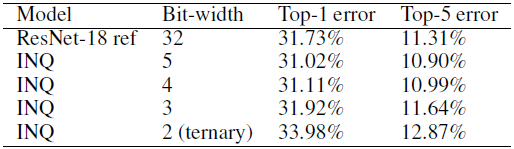 Model Bit-width Top-1 error Top-5 error
ResNet-18 ref 32 31.73% 11.31%
INQ 5 31.02% 10.90%
INQ 4 31.11% 10.99%
INQ 3 31.92% 11.64%
INQ 2 (ternary) 33.98% 12.87%